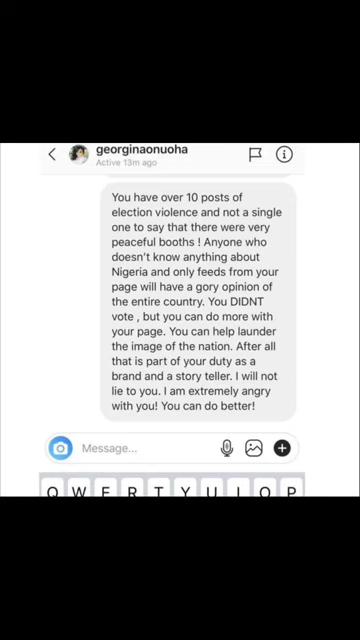 georginaonuoha
Active 13m ago
You have over 10 posts of
election violence and not a single
one to say that there were very
peaceful booths ! Anyone who
doesn't know anything about
Nigeria and only feeds from your
page will have a gory opinion of
the entire country. You DIDNT
vote , but you can do more with
your page. You can help launder
the image of the nation. After all
that is part of your duty as a
brand and a story teller. I will not
lie to you. I am extremely angry
with you! You can do better!
Message...
Q W E R T Y U I O P